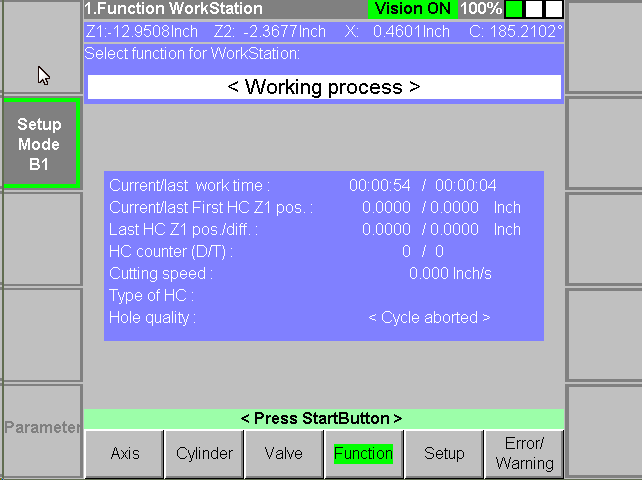 1.Function WorkStation Vision ON 100%
Z1:-12.9508Inch Z2: -2.3677Inch X: 0.4601Inch C: 185.2102°
Select function for WorkStation:
< Working process >
Setup
Mode
B1
Current/last work time : 00:00:54 / 00:00:04
Current/last First HC Z1 pos. : 0.0000 / 0.0000 Inch
Last HC Z1 pos./diff. : 0.0000 / 0.0000 Inch
HC counter (D/T) : 0 / 0
Cutting speed : 0.000 Inch/s
Type of HC :
Hole quality : < Cycle aborted >
Parameter
< Press StartButton >
Axis Cylinder Valve Function Setup Error/
Warning